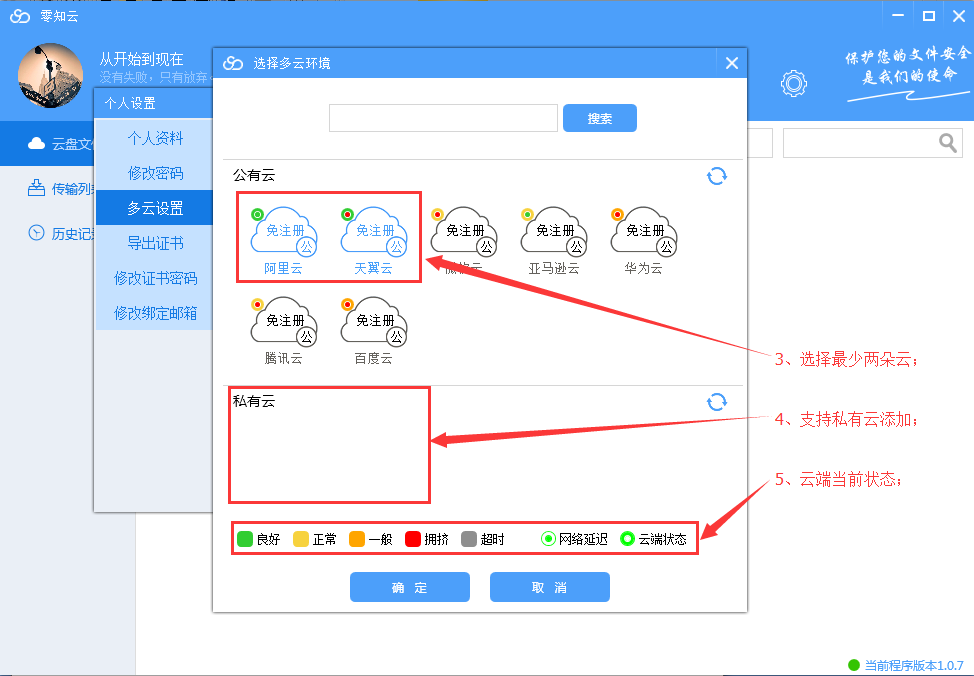 零知云
从开始到现在
没有失败，只有放弃。
保护您的文件安全
是我们的使命
个人设置
个人资料
修改密码
多云设置
导出证书
修改证书密码
修改绑定邮箱
云盘文
传输列
历史记
选择多云环境
搜索
公有云
免注册 公
阿里云
免注册 公
天翼云
免注册 公
免注册 公
亚马逊云
免注册 公
华为云
免注册 公
腾讯云
免注册 公
百度云
私有云
良好 正常 一般 拥挤 超时 网络延迟 云端状态
确 定
取 消
3、选择最少两朵云；
4、支持私有云添加；
5、云端当前状态；
当前程序版本1.0.7